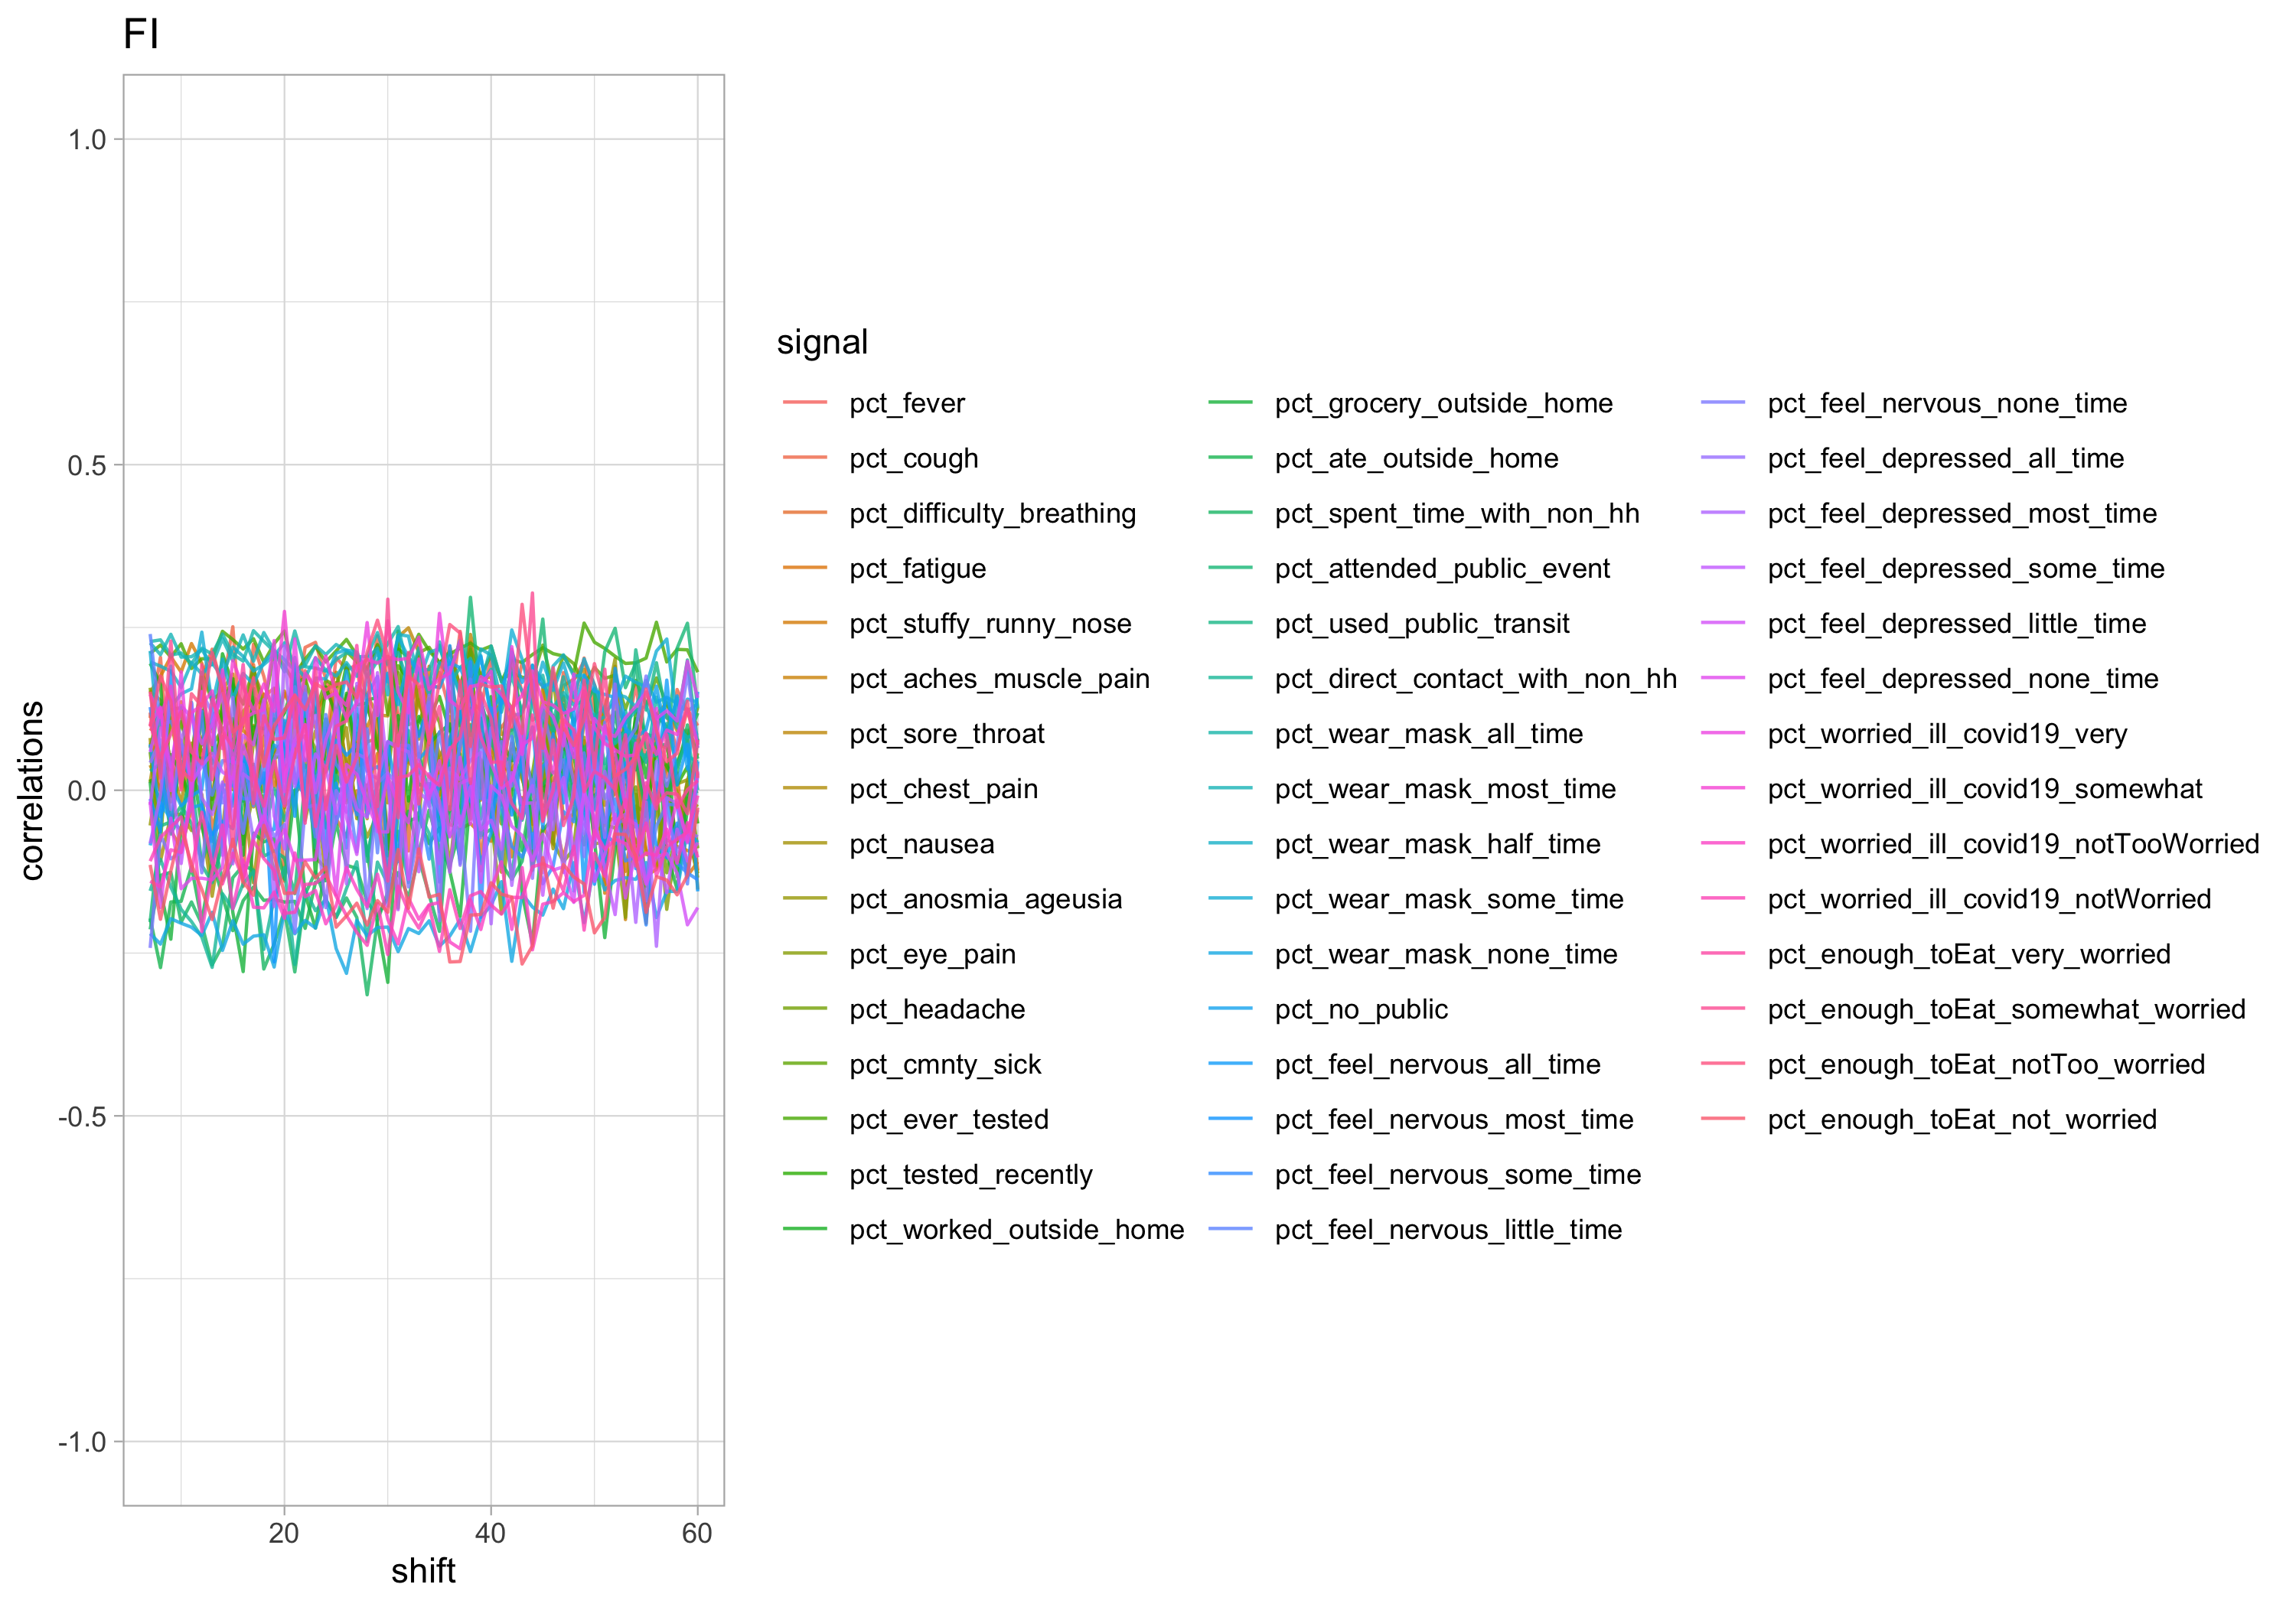 FI
1.0
0.5
0.0
-0.5
-1.0
correlations
20 40 60
shift
signal
pct_fever
pct_cough
pct_difficulty_breathing
pct_fatigue
pct_stuffy_runny_nose
pct_aches_muscle_pain
pct_sore_throat
pct_chest_pain
pct_nausea
pct_anosmia_ageusia
pct_eye_pain
pct_headache
pct_cmnty_sick
pct_ever_tested
pct_tested_recently
pct_worked_outside_home
pct_grocery_outside_home
pct_ate_outside_home
pct_spent_time_with_non_hh
pct_attended_public_event
pct_used_public_transit
pct_direct_contact_with_non_hh
pct_wear_mask_all_time
pct_wear_mask_most_time
pct_wear_mask_half_time
pct_wear_mask_some_time
pct_wear_mask_none_time
pct_no_public
pct_feel_nervous_all_time
pct_feel_nervous_most_time
pct_feel_nervous_some_time
pct_feel_nervous_little_time
pct_feel_nervous_none_time
pct_feel_depressed_all_time
pct_feel_depressed_most_time
pct_feel_depressed_some_time
pct_feel_depressed_little_time
pct_feel_depressed_none_time
pct_worried_ill_covid19_very
pct_worried_ill_covid19_somewhat
pct_worried_ill_covid19_notTooWorried
pct_worried_ill_covid19_notWorried
pct_enough_toEat_very_worried
pct_enough_toEat_somewhat_worried
pct_enough_toEat_notToo_worried
pct_enough_toEat_not_worried